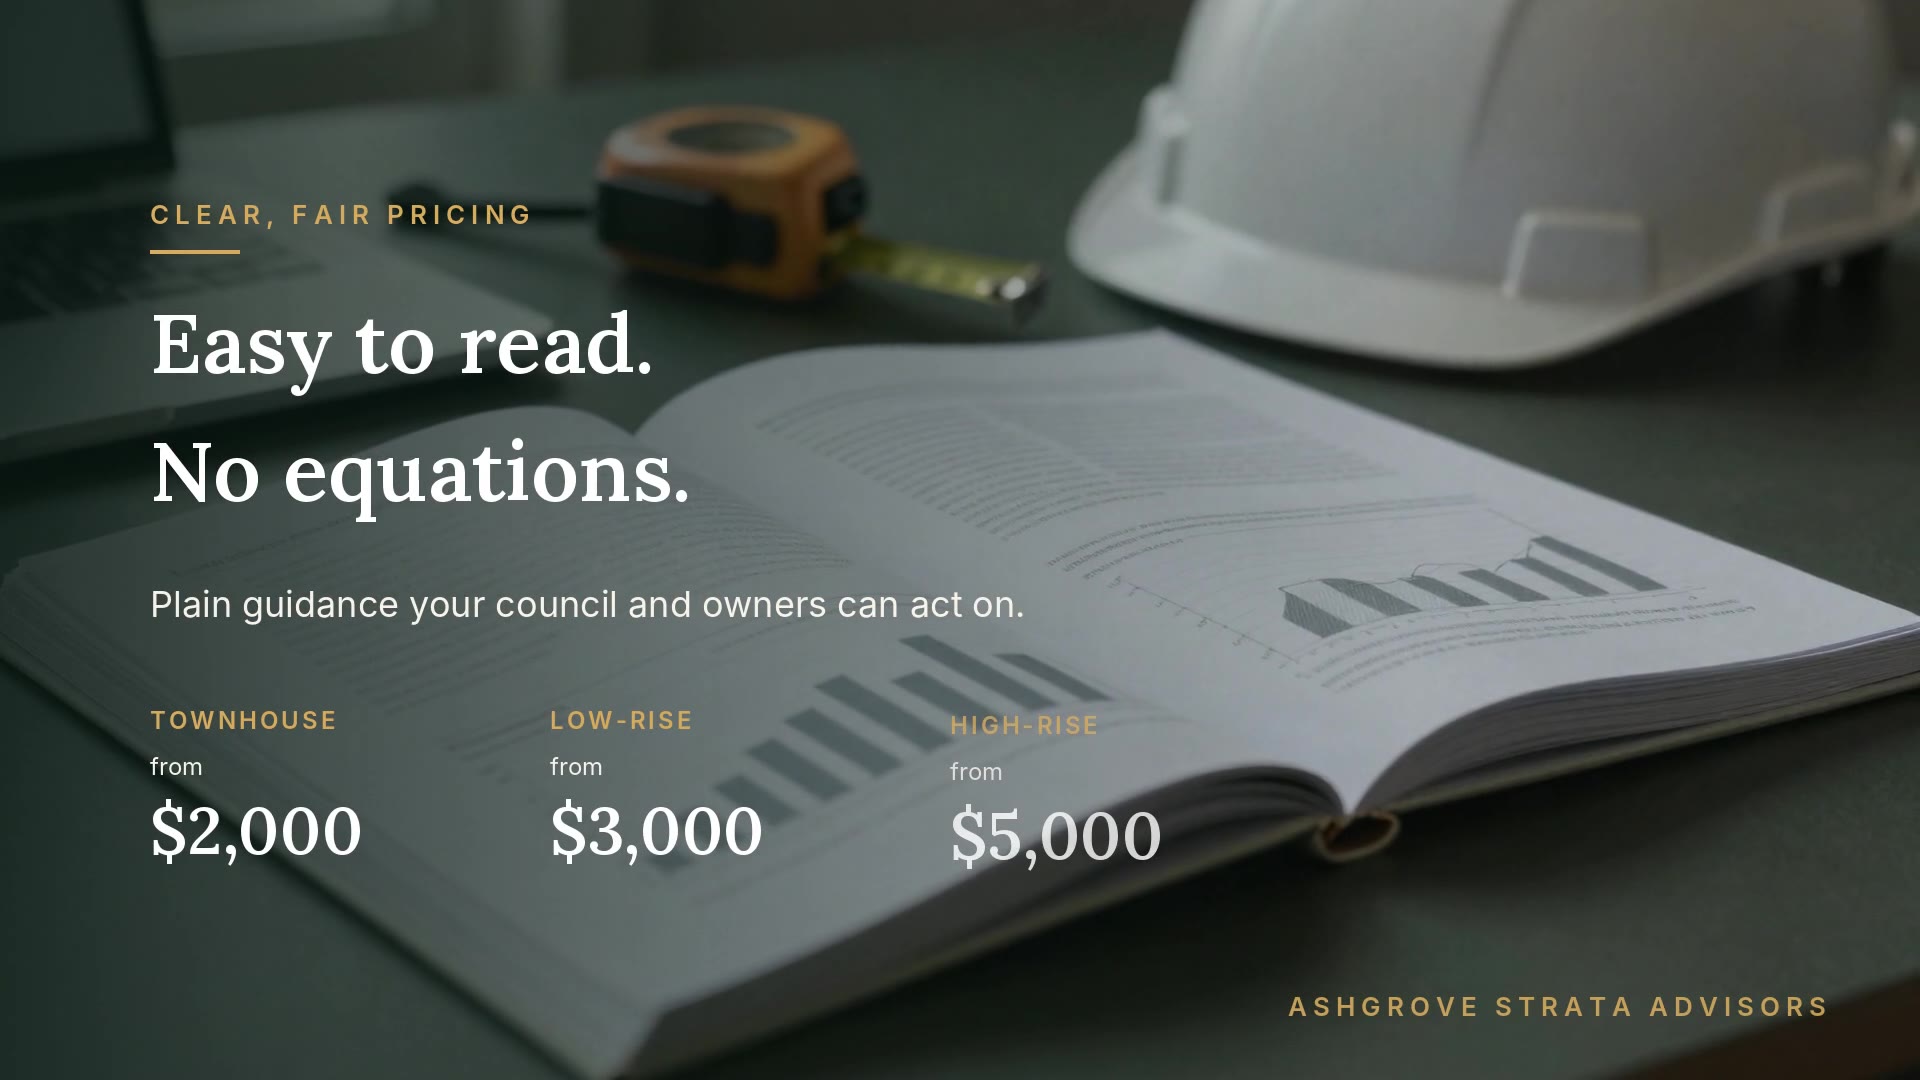 CLEAR, FAIR PRICING
Easy to read.
No equations.
Plain guidance your council and owners can act on.
TOWNHOUSE
from
$2,000
LOW-RISE
from
$3,000
HIGH-RISE
from
$5,000
ASHGROVE STRATA ADVISORS